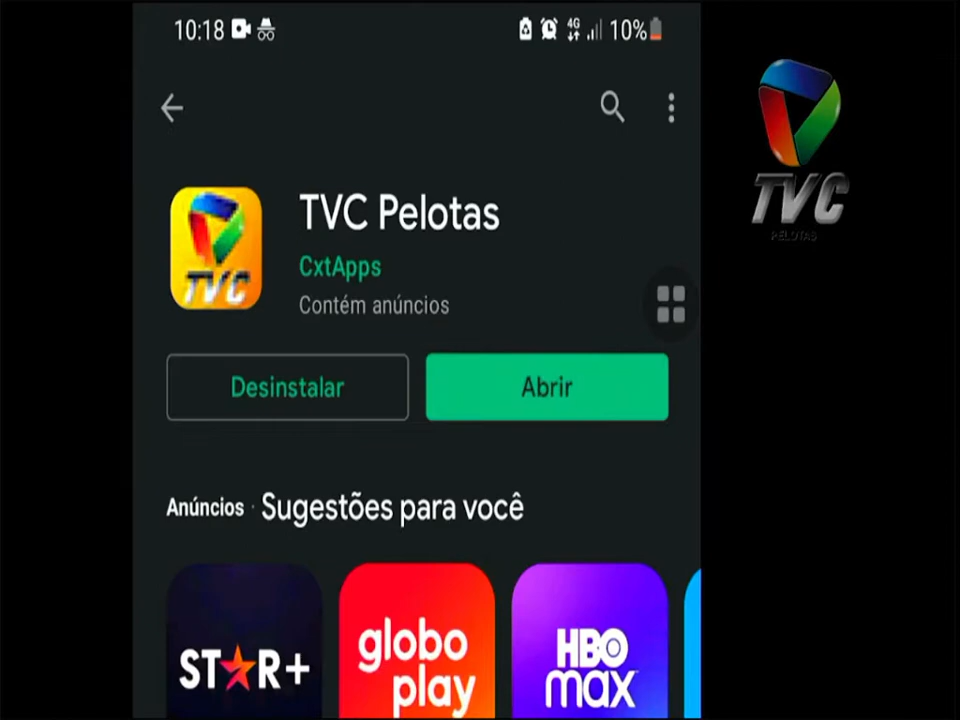 10:18
4G
10%
TVC Pelotas
CxtApps
Contém anúncios
TVC
Desinstalar
Abrir
Anúncios · Sugestões para você
STAR+
globo
play
HBO
max
TVC
PELOTAS